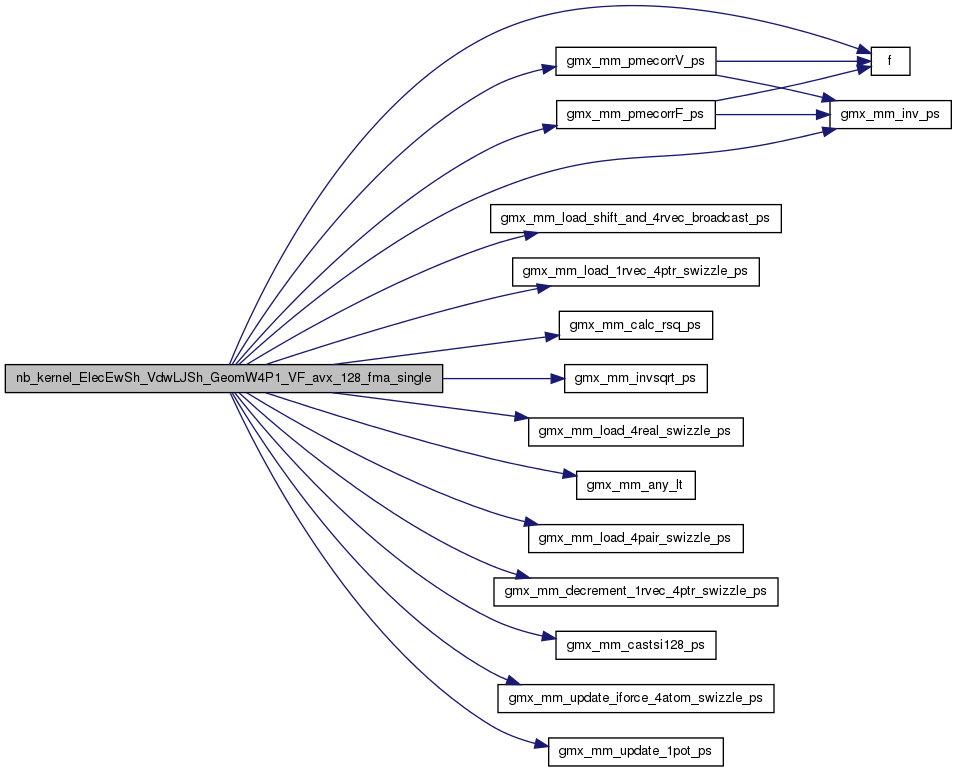 f
gmx_mm_pmecorrV_ps
gmx_mm_pmecorrF_ps
gmx_mm_inv_ps
gmx_mm_load_shift_and_4rvec_broadcast_ps
gmx_mm_load_1rvec_4ptr_swizzle_ps
gmx_mm_calc_rsq_ps
nb_kernel_ElecEwSh_VdwLJSh_GeomW4P1_VF_avx_128_fma_single
gmx_mm_invsqrt_ps
gmx_mm_load_4real_swizzle_ps
gmx_mm_any_lt
gmx_mm_load_4pair_swizzle_ps
gmx_mm_decrement_1rvec_4ptr_swizzle_ps
gmx_mm_castsi128_ps
gmx_mm_update_iforce_4atom_swizzle_ps
gmx_mm_update_1pot_ps